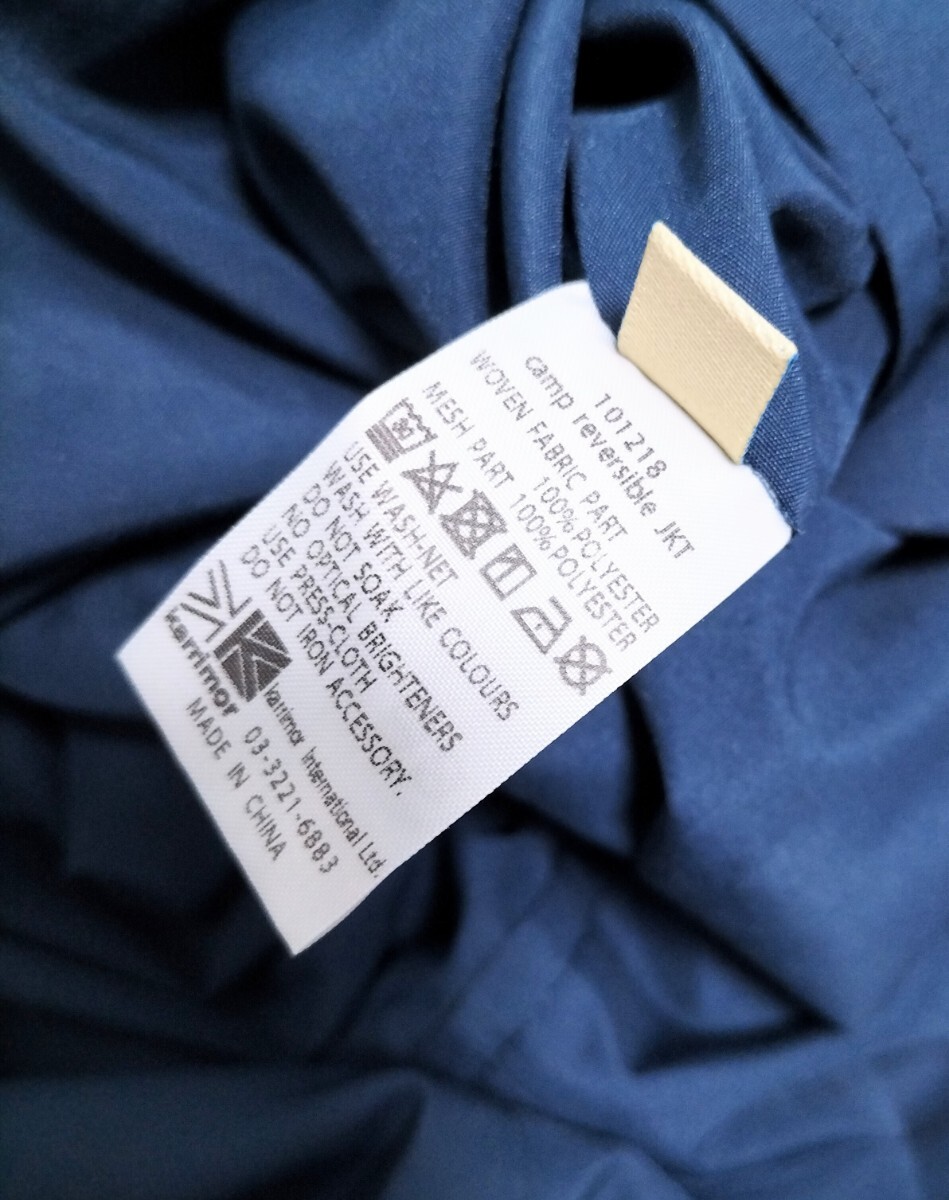 101218
camp reversible JKT
WOVEN FABRIC PART
100%POLYESTER
MESH PART 100%POLYESTER
30
USE WASH-NET
WASH WITH LIKE COLOURS
DO NOT SOAK
NO OPTICAL BRIGHTENERS
USE PRESS-CLOTH
DO NOT IRON ACCESSORY.
karrimor
karrimor International Ltd.
03-3221-6883
MADE IN CHINA